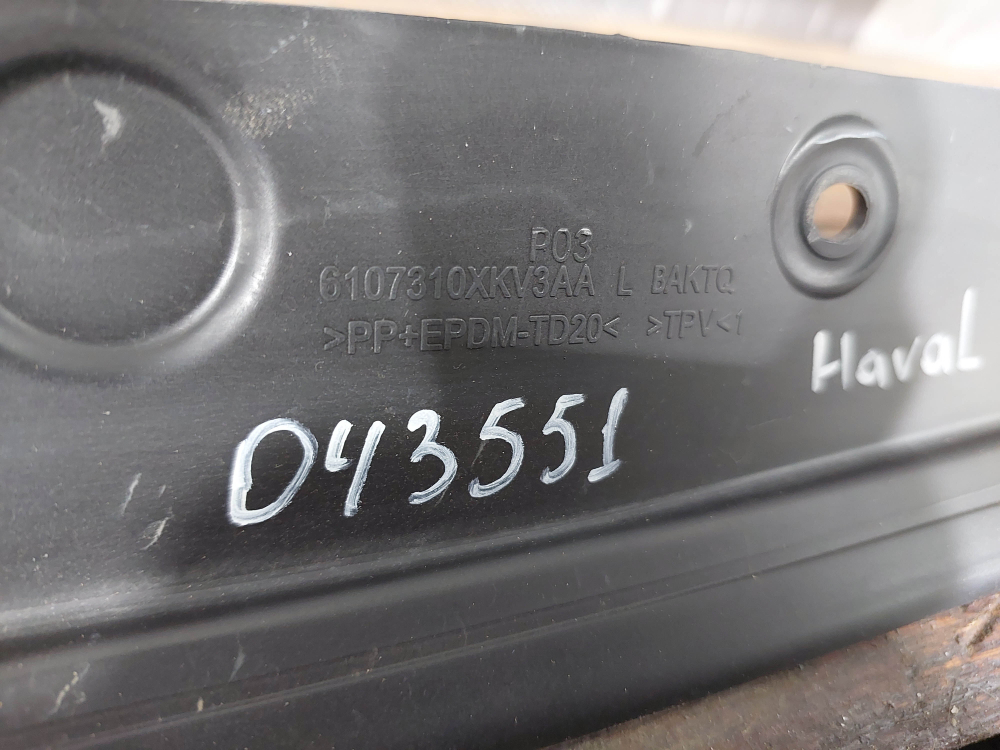 P03
6107310XKV3AA L BAKTQ
>PP+EPDM-TD20< >TPV<1
Haval
043551